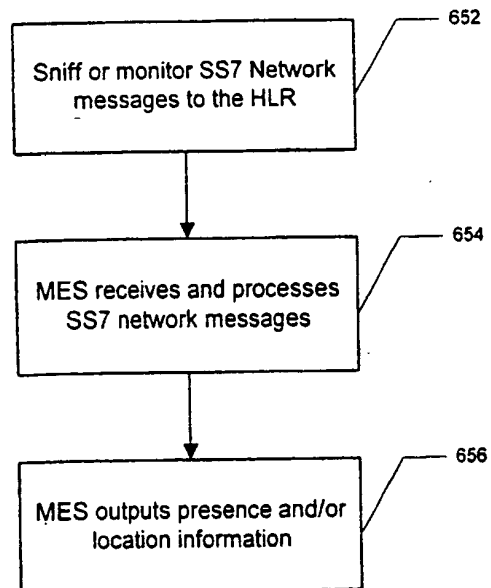 652
Sniff or monitor SS7 Network
messages to the HLR
654
MES receives and processes
SS7 network messages
656
MES outputs presence and/or
location information